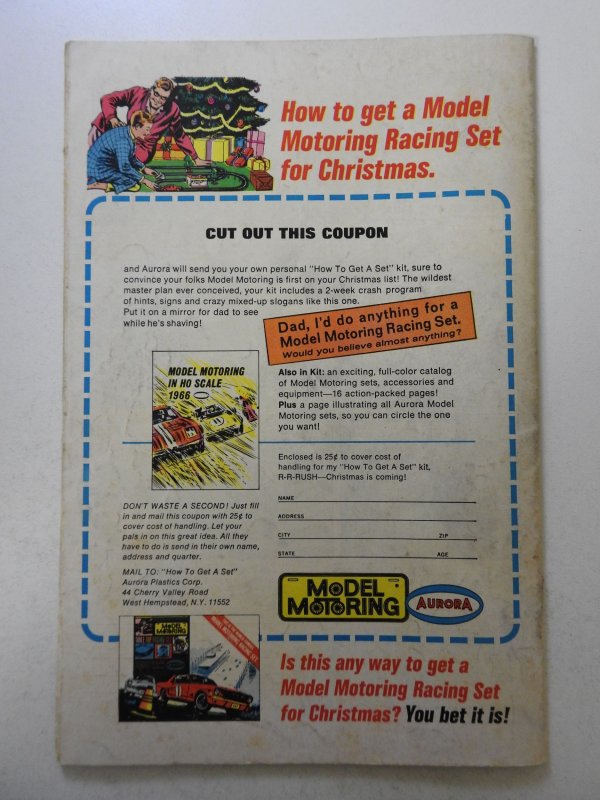 How to get a Model
Motoring Racing Set
for Christmas.
CUT OUT THIS COUPON
and Aurora will send you your own personal "How To Get A Set" kit, sure to
convince your folks Model Motoring is first on your Christmas list! The wildest
master plan ever conceived, your kit includes a 2-week crash program
of hints, signs and crazy mixed-up slogans like this one.
Put it on a mirror for dad to see
while he's shaving!
Dad, I'd do anything for a
Model Motoring Racing Set.
Would you believe almost anything?
MODEL MOTORING
IN HO SCALE
1966
Also in Kit: an exciting, full-color catalog
of Model Motoring sets, accessories and
equipment—16 action-packed pages!
Plus a page illustrating all Aurora Model
Motoring sets, so you can circle the one
you want!
Enclosed is 25¢ to cover cost of
handling for my "How To Get A Set" kit,
R-R-RUSH—Christmas is coming!
NAME
ADDRESS
CITY ZIP
STATE AGE
DON'T WASTE A SECOND! Just fill
in and mail this coupon with 25¢ to
cover cost of handling. Let your
pals in on this great idea. All they
have to do is send in their own name,
address and quarter.
MAIL TO: "How To Get A Set"
Aurora Plastics Corp.
44 Cherry Valley Road
West Hempstead, N.Y. 11552
MODEL
MOTORING
AURORA
MODEL
MOTORING
Is this any way to get a
Model Motoring Racing Set
for Christmas? You bet it is!